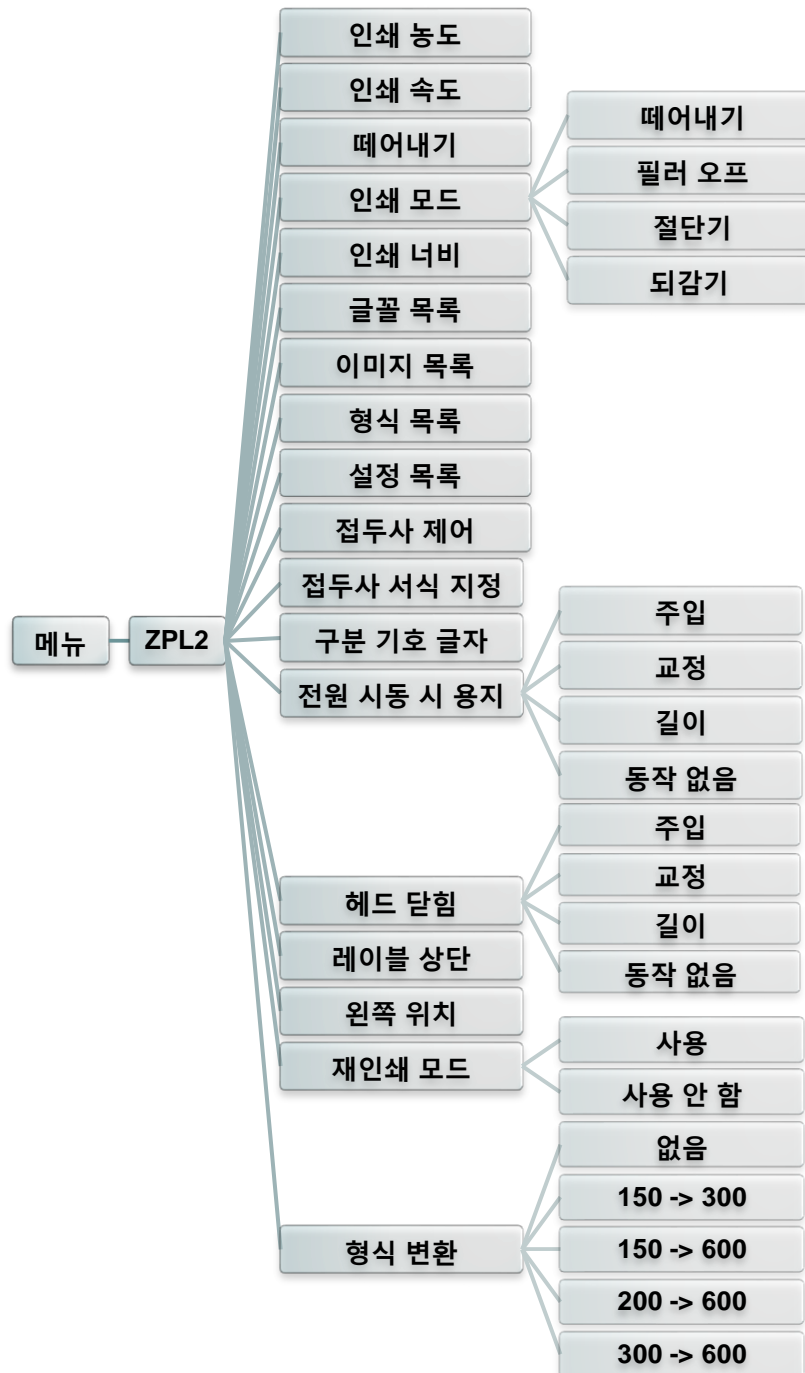 인쇄 농도
인쇄 속도
떼어내기
떼어내기
인쇄 모드
필러 오프
절단기
인쇄 너비
되감기
글꼴 목록
이미지 목록
형식 목록
설정 목록
접두사 제어
접두사 서식 지정
메뉴
ZPL2
구분 기호 글자
주입
전원 시동 시 용지
교정
길이
동작 없음
주입
헤드 닫힘
교정
길이
레이블 상단
동작 없음
왼쪽 위치
재인쇄 모드
사용
사용 안 함
없음
150 -> 300
형식 변환
150 -> 600
200 -> 600
300 -> 600